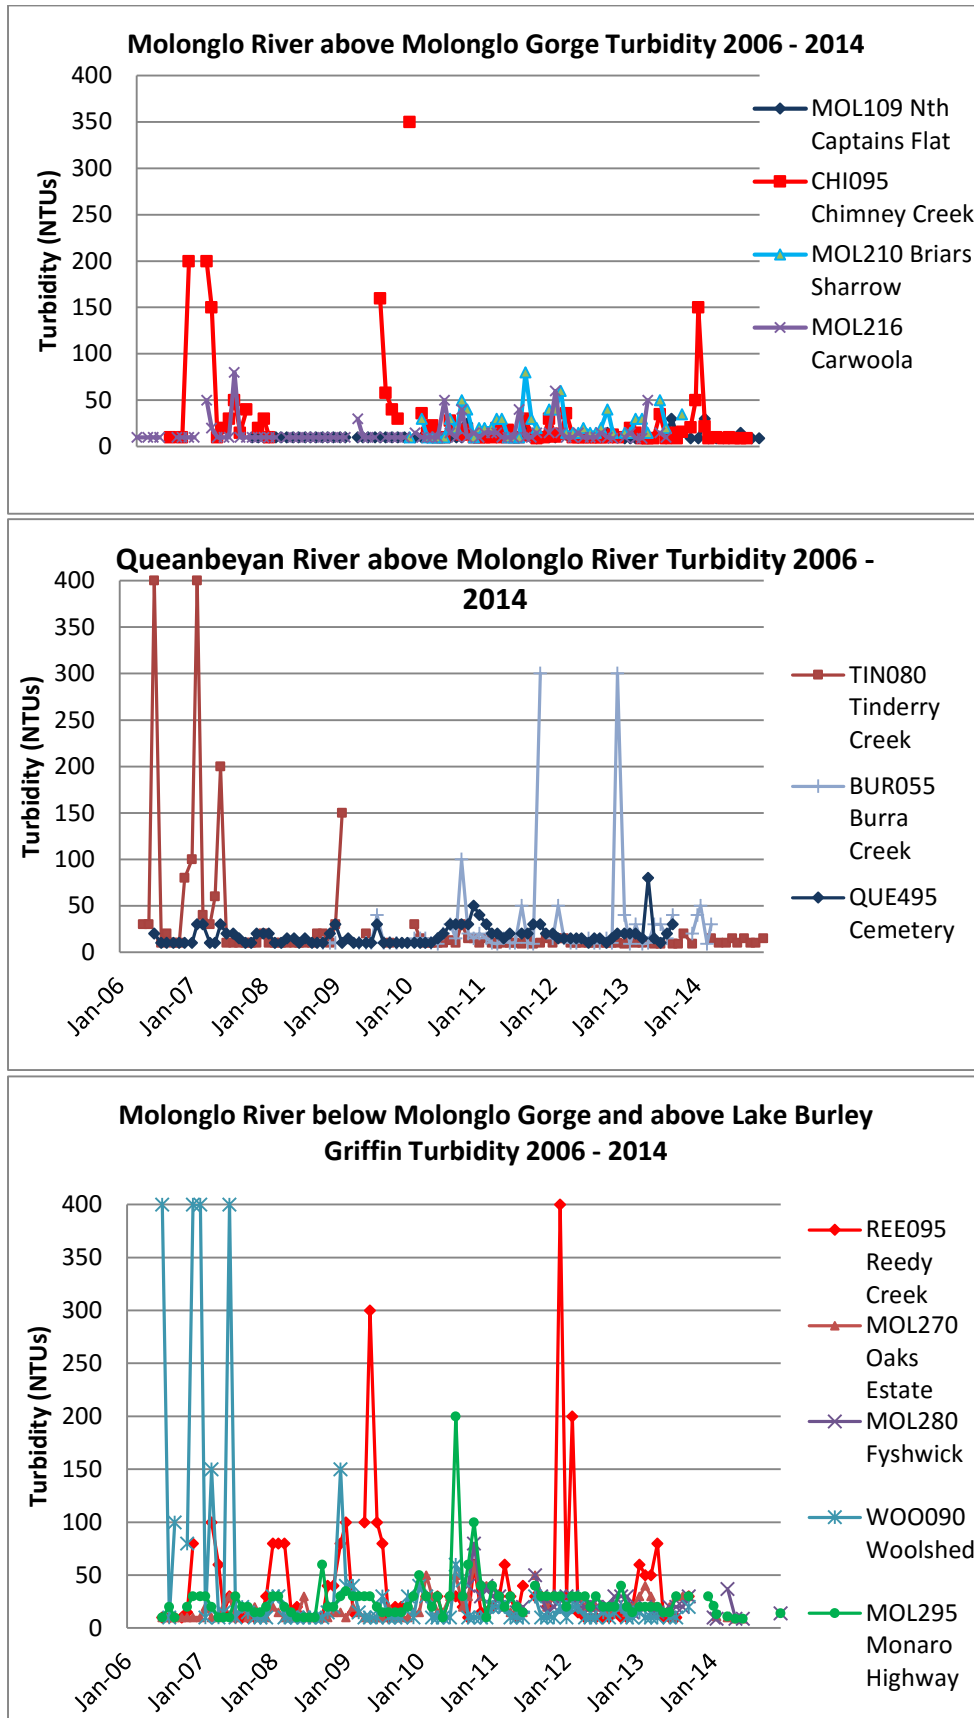 Molonglo River above Molonglo Gorge Turbidity 2006 - 2014
400
350
300
250
200
150
100
50
0
Turbidity (NTUs)
MOL109 Nth
Captains Flat
CHI095
Chimney Creek
MOL210 Briars
Sharrow
MOL216
Carwoola
Queanbeyan River above Molonglo River Turbidity 2006 -
2014
400
350
300
250
200
150
100
50
0
Turbidity (NTUs)
Jan-06
Jan-07
Jan-08
Jan-09
Jan-10
Jan-11
Jan-12
Jan-13
Jan-14
TIN080
Tinderry
Creek
BUR055
Burra
Creek
QUE495
Cemetery
Molonglo River below Molonglo Gorge and above Lake Burley
Griffin Turbidity 2006 - 2014
400
350
300
250
200
150
100
50
0
Turbidity (NTUs)
Jan-06
Jan-07
Jan-08
Jan-09
Jan-10
Jan-11
Jan-12
Jan-13
Jan-14
REE095
Reedy
Creek
MOL270
Oaks
Estate
MOL280
Fyshwick
WOO090
Woolshed
MOL295
Monaro
Highway